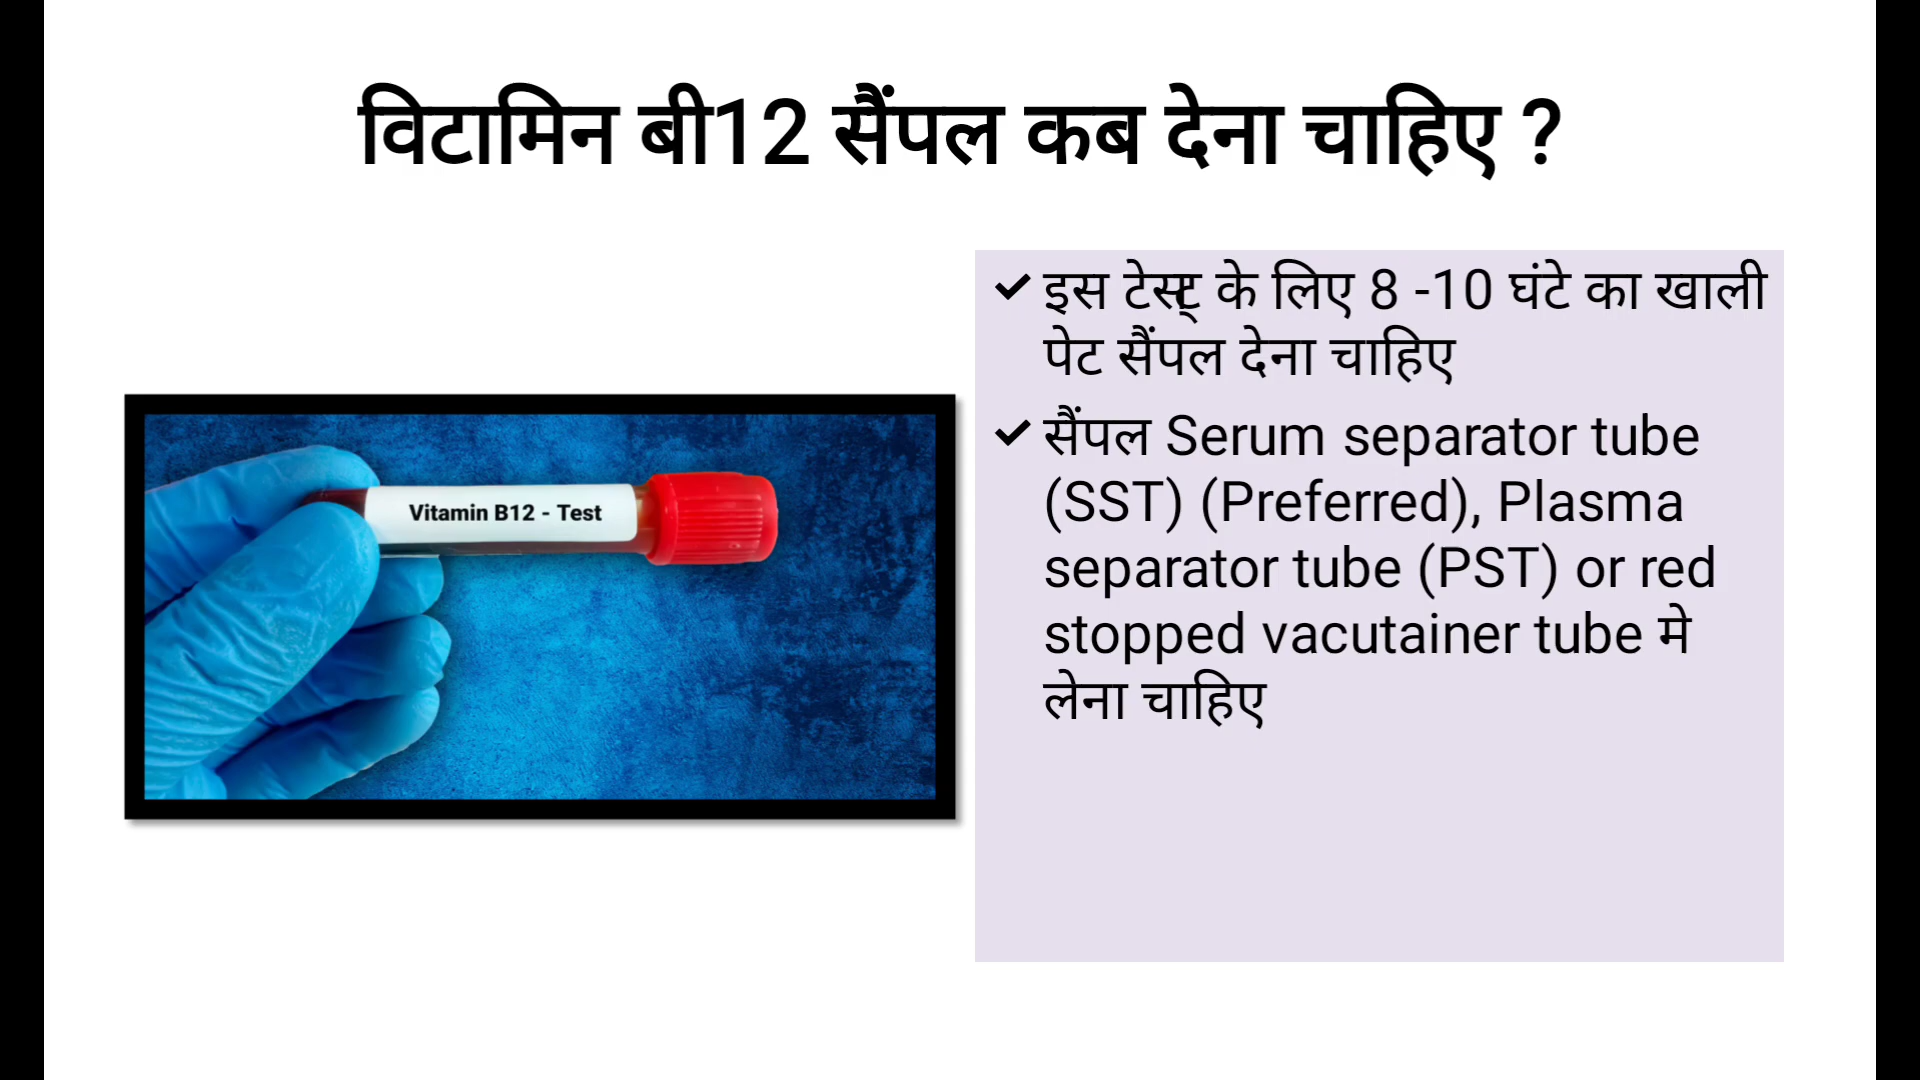 विटामिन बी12 सैंपल कब देना चाहिए ?
इस टेस्ट् के लिए 8 -10 घंटे का खाली
पेट सैंपल देना चाहिए
सैंपल Serum separator tube
(SST) (Preferred), Plasma
separator tube (PST) or red
stopped vacutainer tube मे
लेना चाहिए
Vitamin B12 - Test